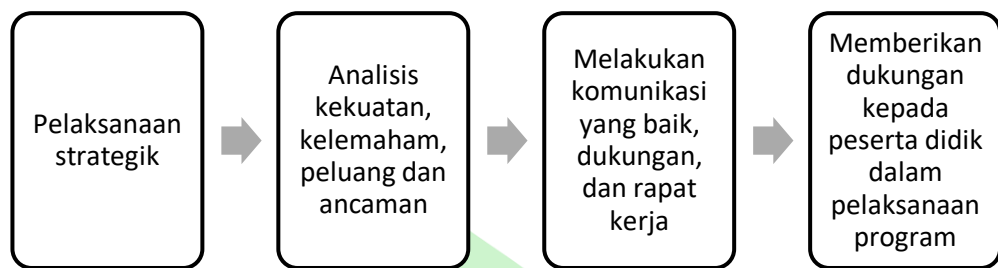 Pelaksanaan
strategik
Analisis
kekuatan,
kelemaham,
peluang dan
ancaman
Melakukan
komunikasi
yang baik,
dukungan,
dan rapat
kerja
Memberikan
dukungan
kepada
peserta didik
dalam
pelaksanaan
program